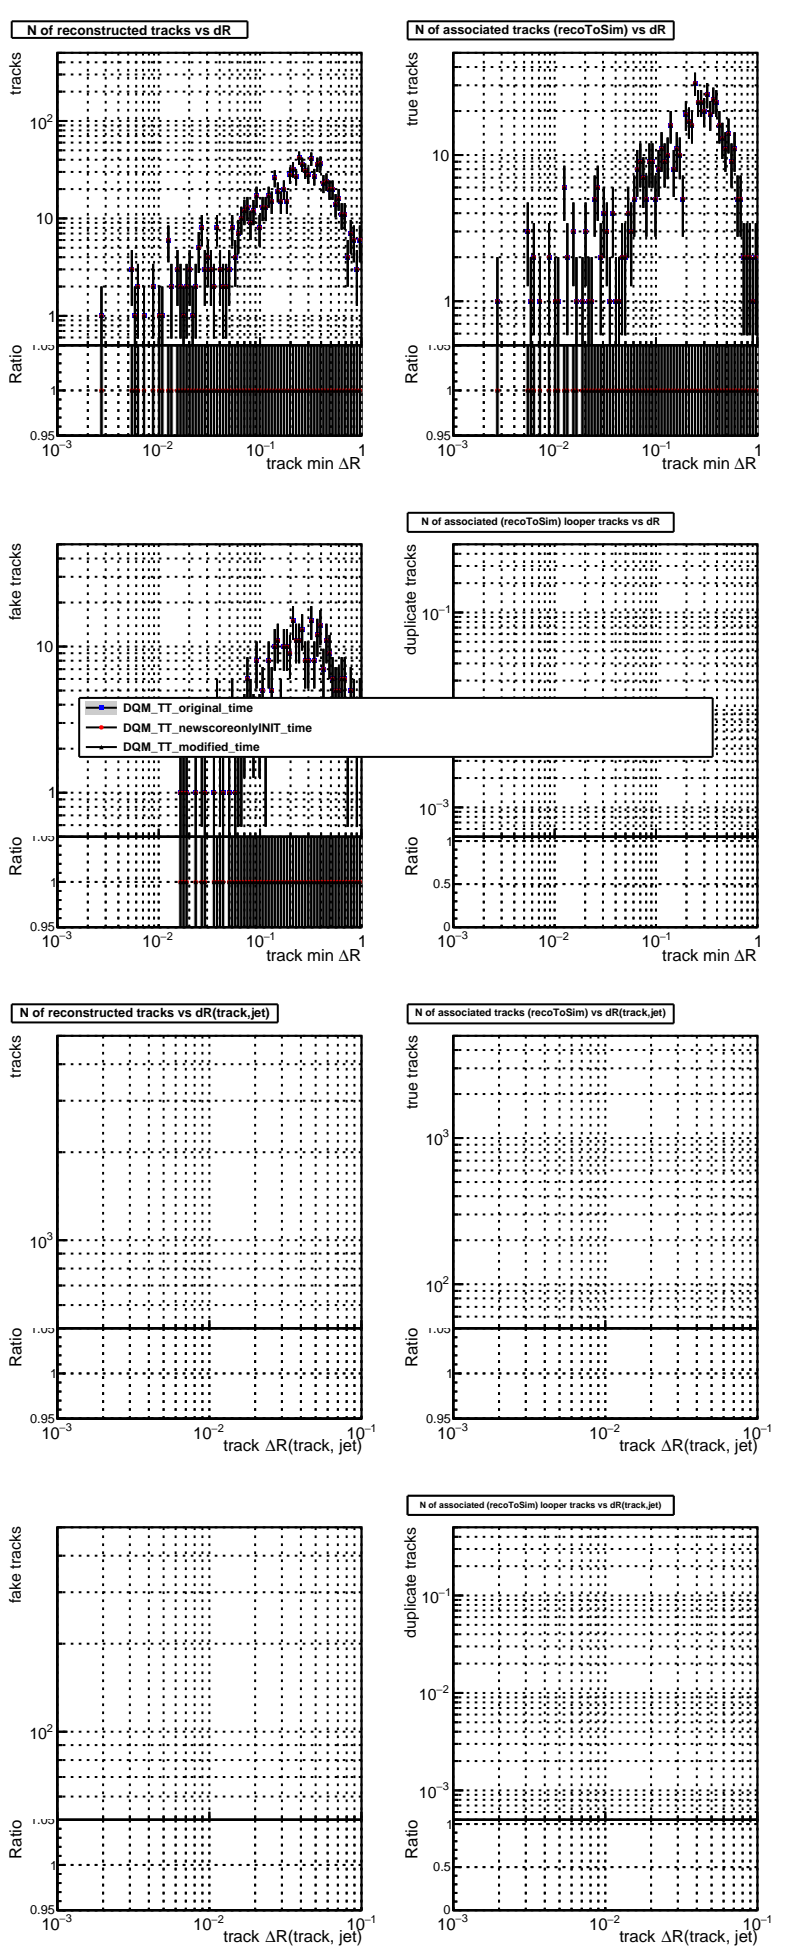 N of reconstructed tracks vs dR
N of associated tracks (recoToSim) vs dR
tracks
10²
10
1
Ratio
1.05
1
0.95
10⁻³ 10⁻² 10⁻¹ 1
track min ΔR
true tracks
10
1
Ratio
1.05
1
0.95
10⁻³ 10⁻² 10⁻¹ 1
track min ΔR
N of associated (recoToSim) looper tracks vs dR
fake tracks
10
1
Ratio
1.05
1
0.95
10⁻³ 10⁻² 10⁻¹ 1
track min ΔR
duplicate tracks
10⁻¹
10⁻³
Ratio
1
0.5
0
10⁻³ 10⁻² 10⁻¹ 1
track min ΔR
DQM_TT_original_time
DQM_TT_newscoreonlyINIT_time
DQM_TT_modified_time
N of reconstructed tracks vs dR(track,jet)
N of associated tracks (recoToSim) vs dR(track,jet)
tracks
10³
Ratio
1.05
1
0.95
10⁻³ 10⁻² 10⁻¹
track ΔR(track, jet)
true tracks
10³
10²
Ratio
1.05
1
0.95
10⁻³ 10⁻² 10⁻¹
track ΔR(track, jet)
N of associated (recoToSim) looper tracks vs dR(track,jet)
fake tracks
10²
Ratio
1.05
1
0.95
10⁻³ 10⁻² 10⁻¹
track ΔR(track, jet)
duplicate tracks
10⁻¹
10⁻²
10⁻³
Ratio
1
0.5
0
10⁻³ 10⁻² 10⁻¹
track ΔR(track, jet)